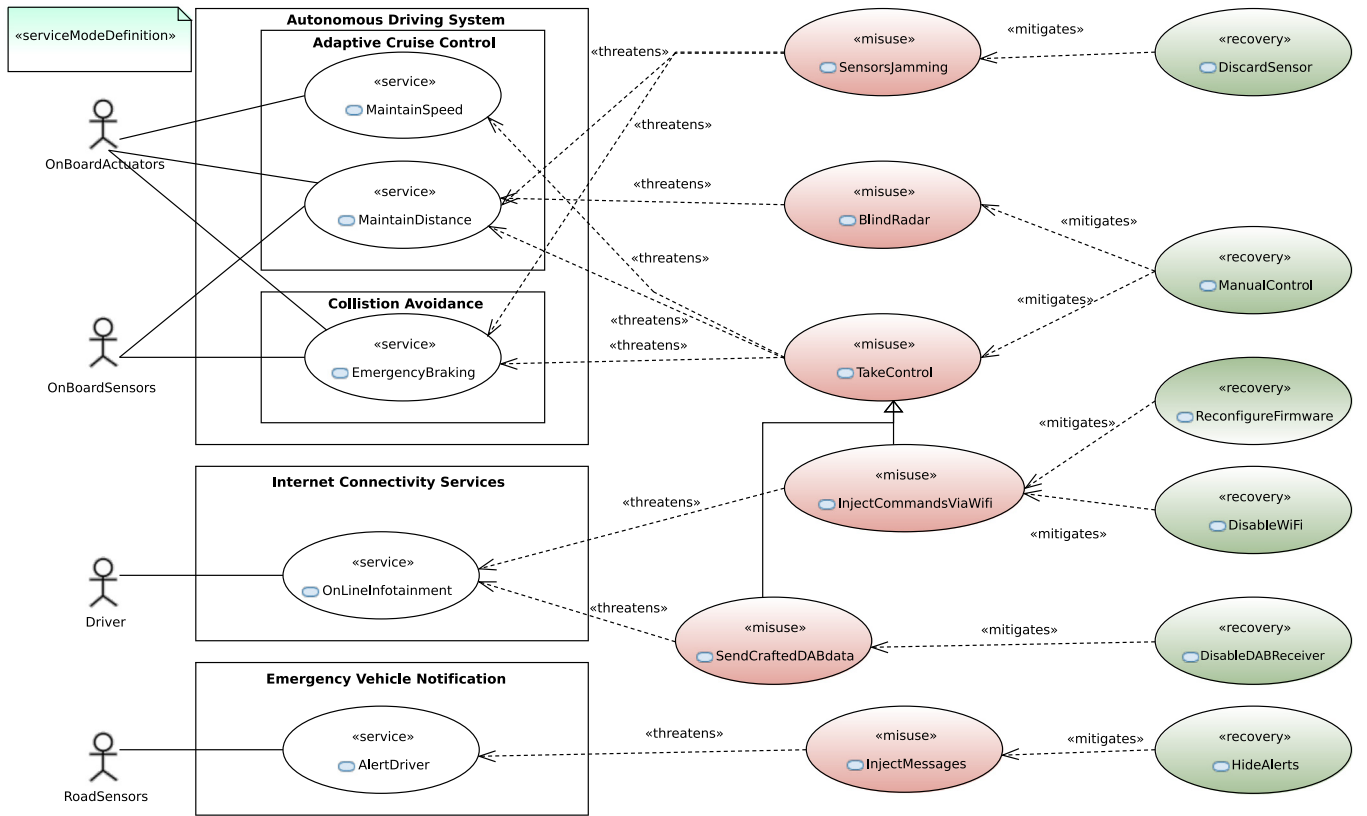 «serviceModeDefinition»
OnBoardActuators
OnBoardSensors
Driver
RoadSensors
Autonomous Driving System
Adaptive Cruise Control
«service»
MaintainSpeed
«service»
MaintainDistance
Collistion Avoidance
«service»
EmergencyBraking
Internet Connectivity Services
«service»
OnLineInfotainment
Emergency Vehicle Notification
«service»
AlertDriver
«threatens»
«threatens»
«threatens»
«threatens»
«threatens»
«threatens»
«threatens»
«threatens»
«threatens»
«misuse»
SensorsJamming
«misuse»
BlindRadar
«misuse»
TakeControl
«misuse»
InjectCommandsViaWifi
«misuse»
SendCraftedDABdata
«misuse»
InjectMessages
«mitigates»
«mitigates»
«mitigates»
«mitigates»
«mitigates»
«mitigates»
«mitigates»
«recovery»
DiscardSensor
«recovery»
ManualControl
«recovery»
ReconfigureFirmware
«recovery»
DisableWiFi
«recovery»
DisableDABReceiver
«recovery»
HideAlerts